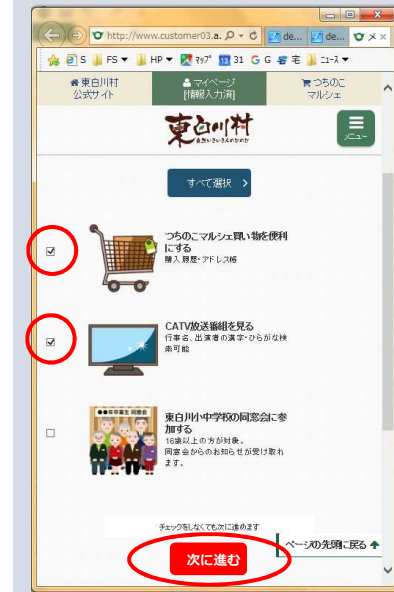 http://www.customer03.a.
de...
de...
S
FS
HP
ﾏｯﾌﾟ
31
G
G
宅
ﾆｭｰｽ
東白川村
公式サイト
マイページ
[情報入力済]
つちのこ
マルシェ
東白川村
メニュー
すべて選択
つちのこマルシェ買い物を便利
にする
購入履歴・アドレス帳
CATV放送番組を見る
行事名、出演者の漢字・ひらがな検
索可能
●●年卒業生 同窓会
東白川小中学校の同窓会に参
加する
16歳以上の方が対象。
同窓会からのお知らせが受け取れ
ます。
チェックをしなくても次に進めます
ページの先頭に戻る
次に進む